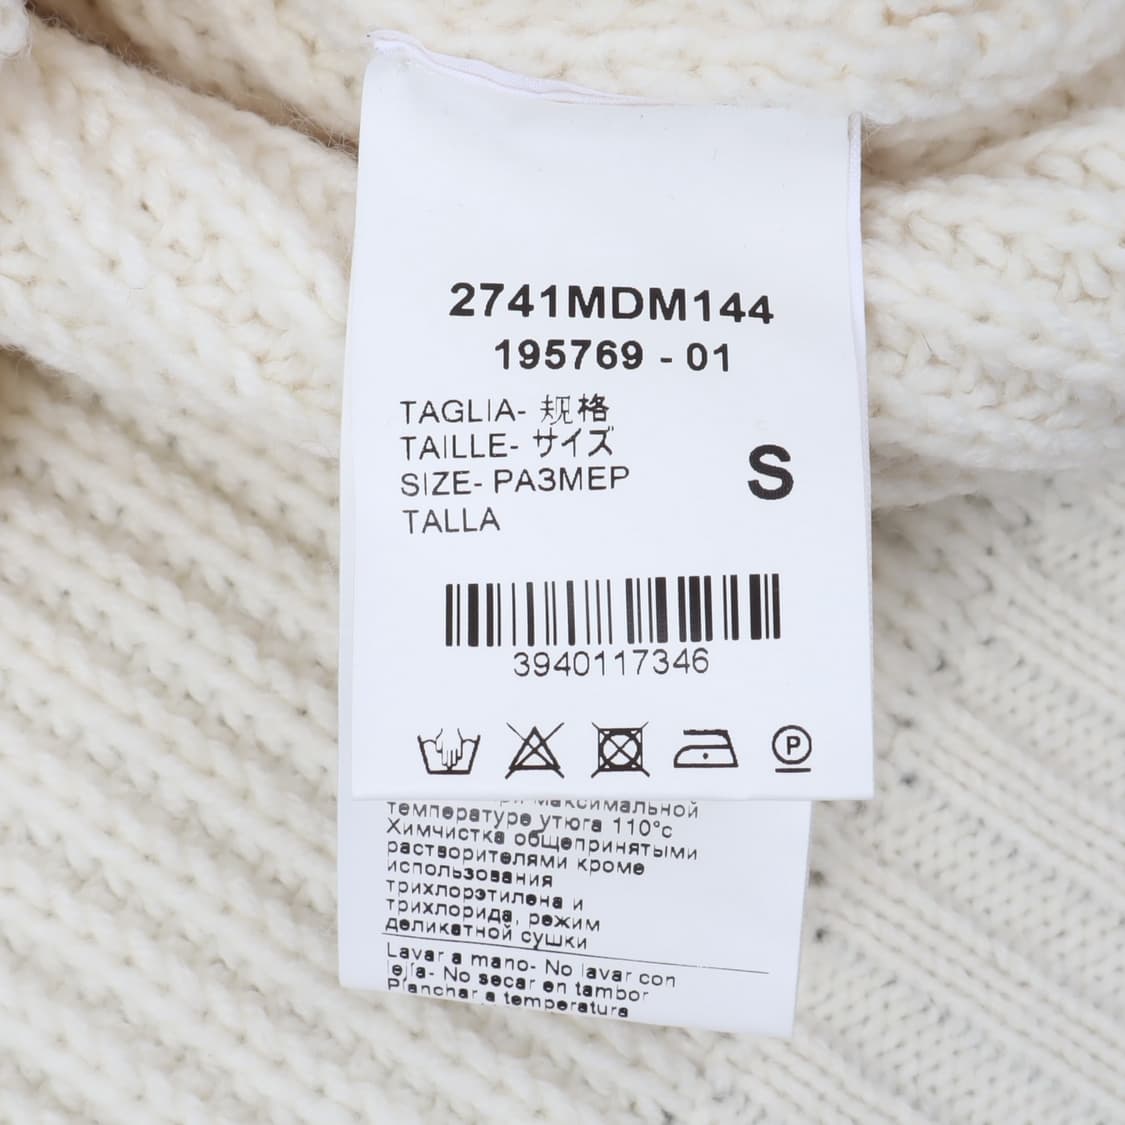 2741MDM144
195769 - 01
TAGLIA- 规格
TAILLE- サイズ
SIZE- РАЗМЕР
TALLA
S
3940117346
P
максимальной
температуре утюга 110°с
Химчистка общепринятыми
растворителями кроме
использования
трихлорэтилена и
трихлорида, режим
деликатной сушки
Lavar a mano- No lavar con
lejía- No secar en tambor
Planchar a temperatura